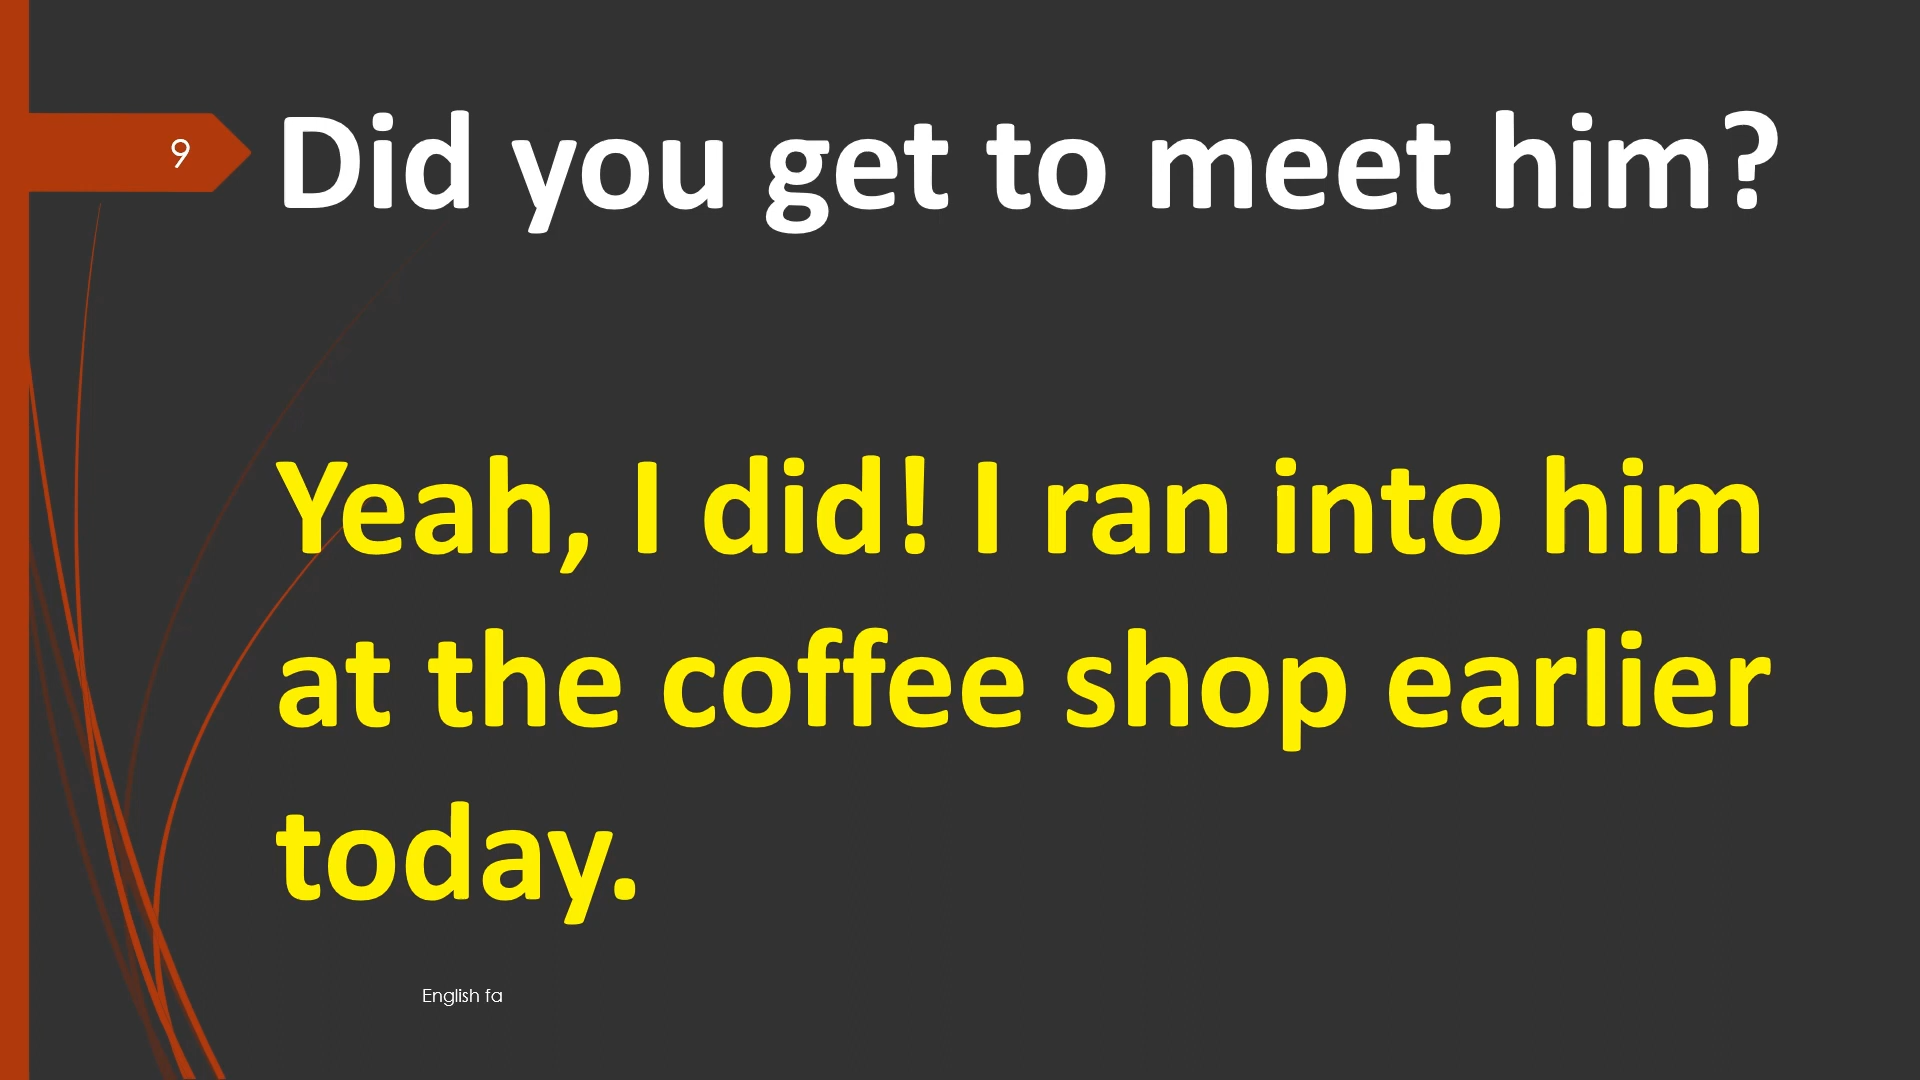 9
Did you get to meet him?
Yeah, I did! I ran into him
at the coffee shop earlier
today.
English fa